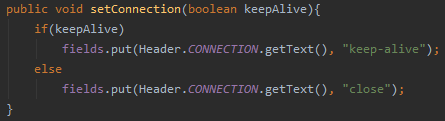 public void setConnection(boolean keepAlive){
    if(keepAlive)
        fields.put(Header.CONNECTION.getText(), "keep-alive");
    else
        fields.put(Header.CONNECTION.getText(), "close");
}